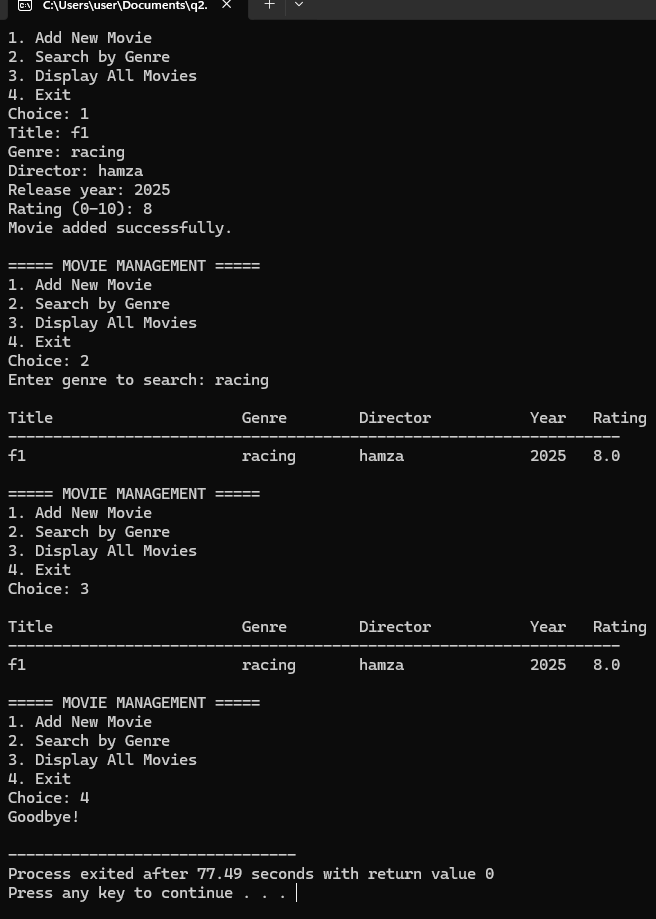 C:\Users\user\Documents\q2.
1. Add New Movie
2. Search by Genre
3. Display All Movies
4. Exit
Choice: 1
Title: f1
Genre: racing
Director: hamza
Release year: 2025
Rating (0-10): 8
Movie added successfully.
===== MOVIE MANAGEMENT =====
1. Add New Movie
2. Search by Genre
3. Display All Movies
4. Exit
Choice: 2
Enter genre to search: racing
Title                          Genre        Director           Year   Rating
--------------------------------------------------------------------
f1                             racing       hamza              2025   8.0
===== MOVIE MANAGEMENT =====
1. Add New Movie
2. Search by Genre
3. Display All Movies
4. Exit
Choice: 3
Title                          Genre        Director           Year   Rating
--------------------------------------------------------------------
f1                             racing       hamza              2025   8.0
===== MOVIE MANAGEMENT =====
1. Add New Movie
2. Search by Genre
3. Display All Movies
4. Exit
Choice: 4
Goodbye!
--------------------------------
Process exited after 77.49 seconds with return value 0
Press any key to continue . . .